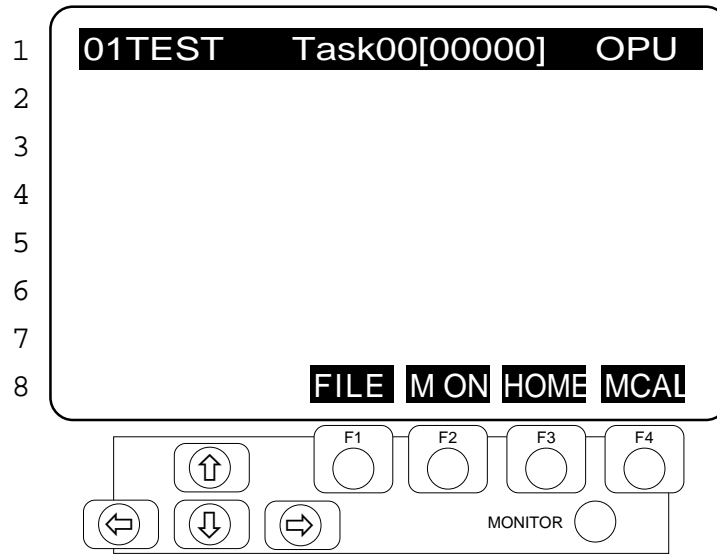 1 01TEST Task00[00000] OPU
2
3
4
5
6
7
8 FILE M ON HOME MCAL
F1 F2 F3 F4
MONITOR